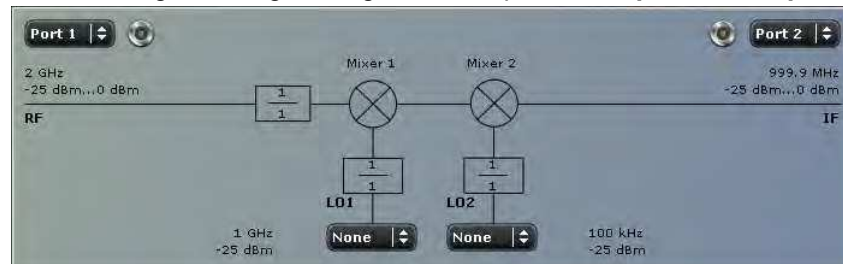 Port 1
Port 2
Mixer 1
Mixer 2
2 GHz
-25 dBm...0 dBm
RF
999.9 MHz
-25 dBm...0 dBm
IF
1
1
1
1
1
1
LO1
LO2
1 GHz
-25 dBm
None
None
100 kHz
-25 dBm